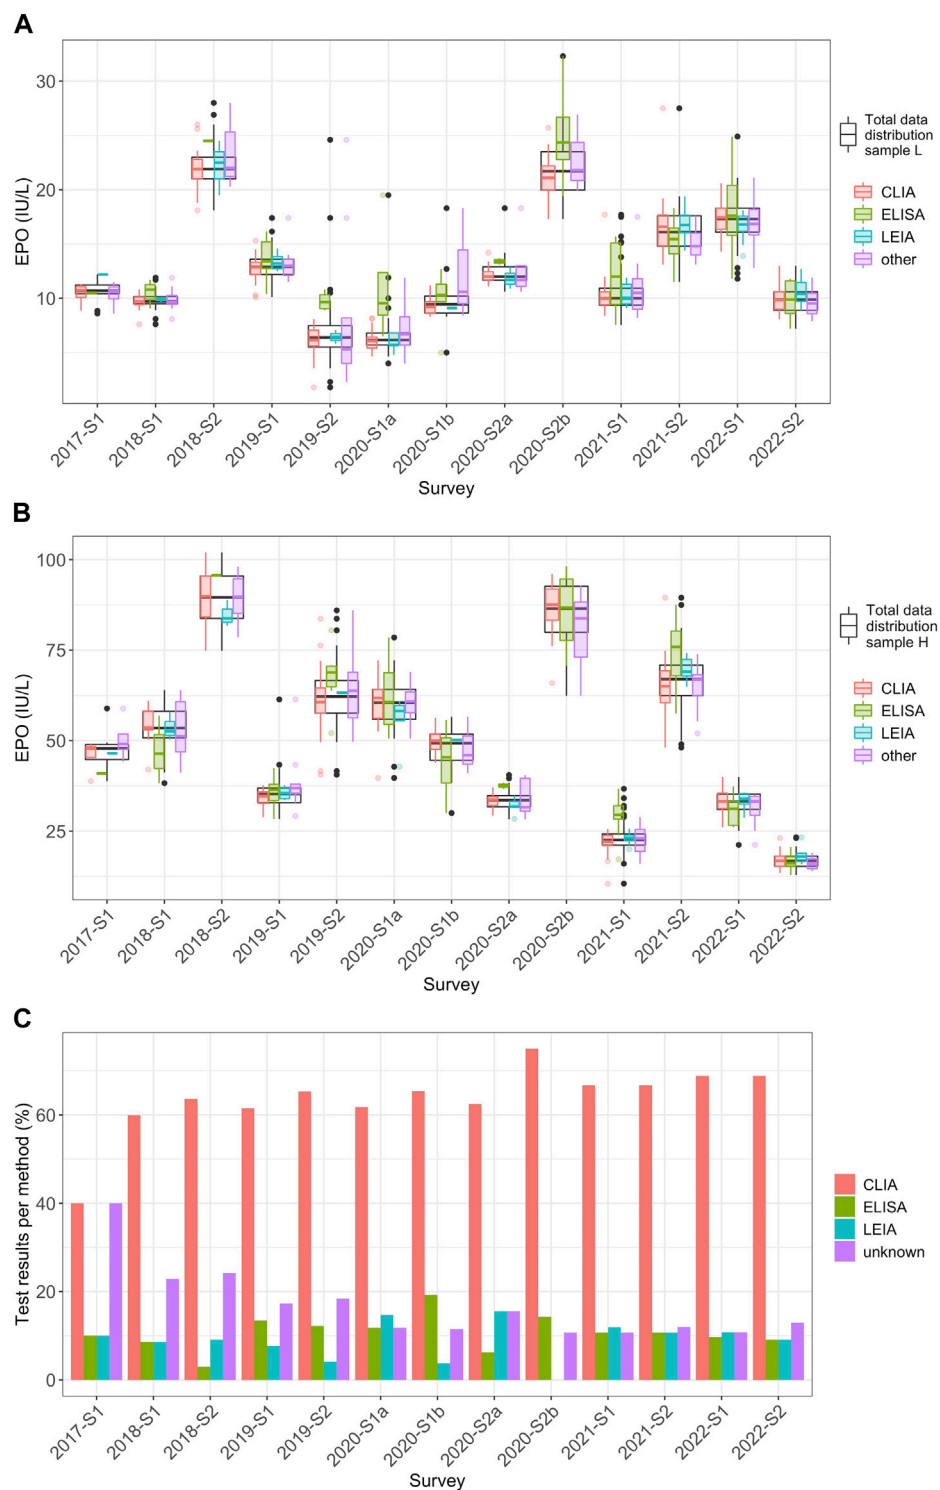 A
30
20
10
EPO (IU/L)
2017-S1
2018-S1
2018-S2
2019-S1
2019-S2
2020-S1a
2020-S1b
2020-S2a
2020-S2b
2021-S1
2021-S2
2022-S1
2022-S2
Survey
Total data
distribution
sample L
CLIA
ELISA
LEIA
other
B
100
75
50
25
EPO (IU/L)
2017-S1
2018-S1
2018-S2
2019-S1
2019-S2
2020-S1a
2020-S1b
2020-S2a
2020-S2b
2021-S1
2021-S2
2022-S1
2022-S2
Survey
Total data
distribution
sample H
CLIA
ELISA
LEIA
other
C
60
40
20
0
Test results per method (%)
2017-S1
2018-S1
2018-S2
2019-S1
2019-S2
2020-S1a
2020-S1b
2020-S2a
2020-S2b
2021-S1
2021-S2
2022-S1
2022-S2
Survey
CLIA
ELISA
LEIA
unknown